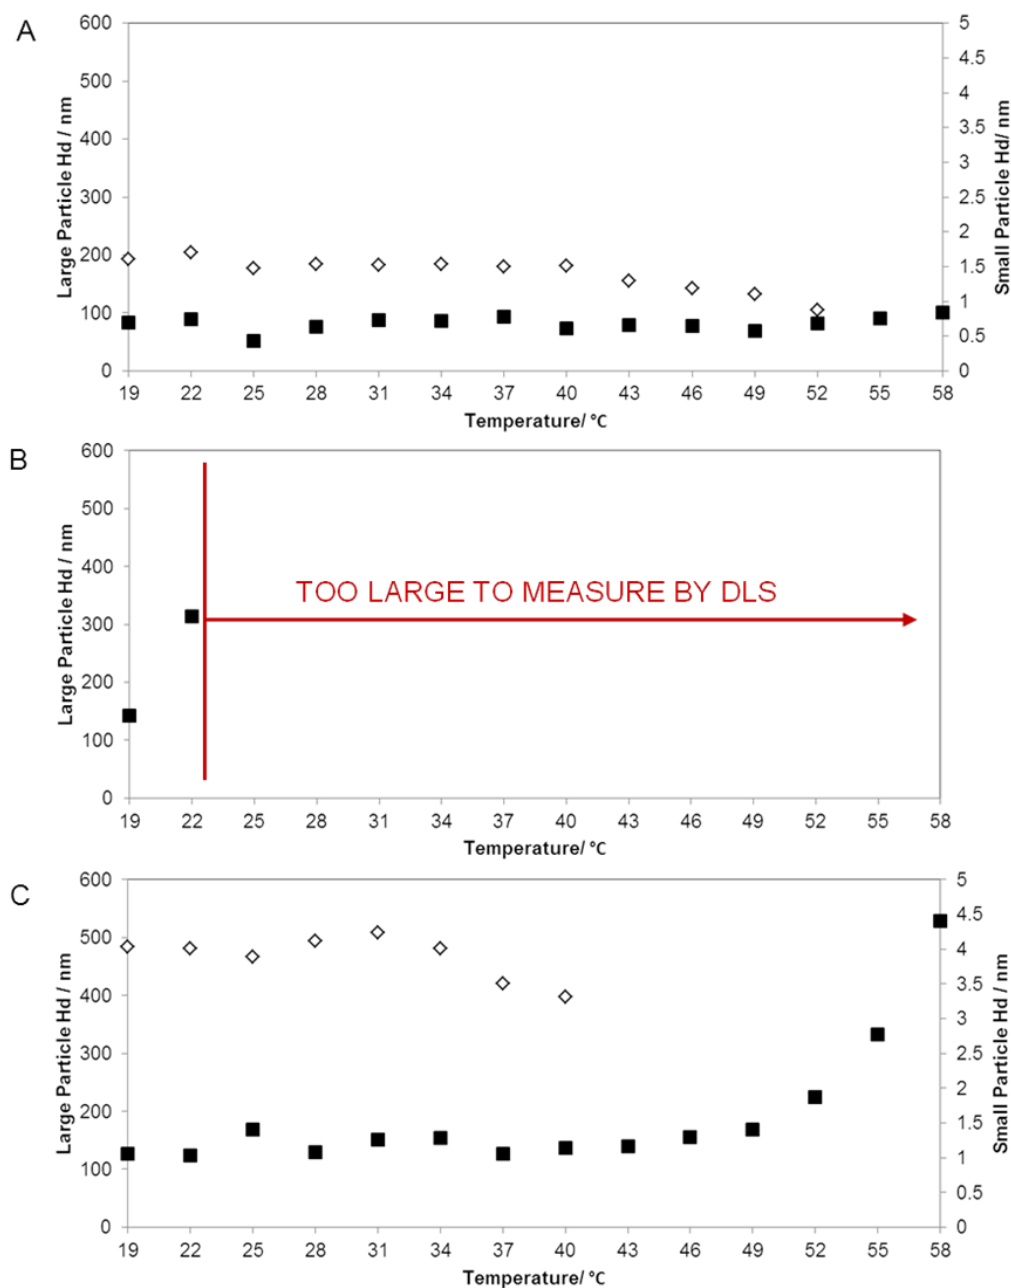 A
Large Particle Hd / nm
600
500
400
300
200
100
0
5
4.5
4
3.5
3
2.5
2
1.5
1
0.5
0
Small Particle Hd/ nm
19 22 25 28 31 34 37 40 43 46 49 52 55 58
Temperature/ °C
B
Large Particle Hd / nm
600
500
400
300
200
100
0
TOO LARGE TO MEASURE BY DLS
19 22 25 28 31 34 37 40 43 46 49 52 55 58
Temperature/ °C
C
Large Particle Hd / nm
600
500
400
300
200
100
0
5
4.5
4
3.5
3
2.5
2
1.5
1
0.5
0
Small Particle Hd / nm
19 22 25 28 31 34 37 40 43 46 49 52 55 58
Temperature/ °C